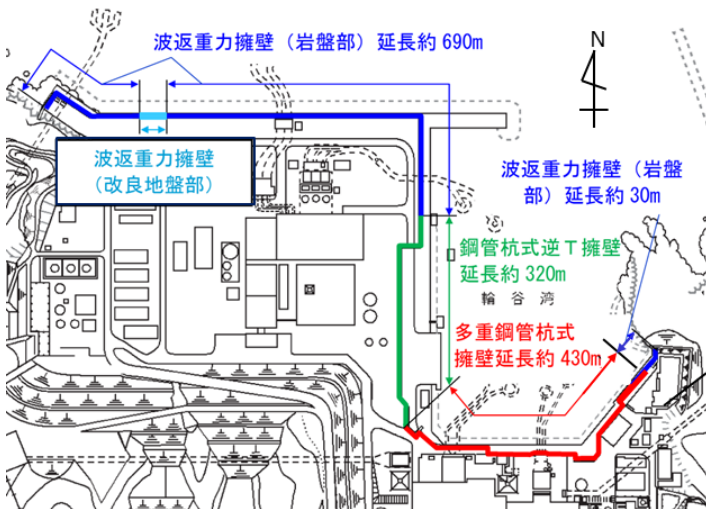 波返重力擁壁（岩盤部）延長約 690m
N
波返重力擁壁
（改良地盤部）
波返重力擁壁（岩盤
部）延長約 30m
鋼管杭式逆Ｔ擁壁
延長約 320m
輪谷湾
多重鋼管杭式
擁壁延長約 430m